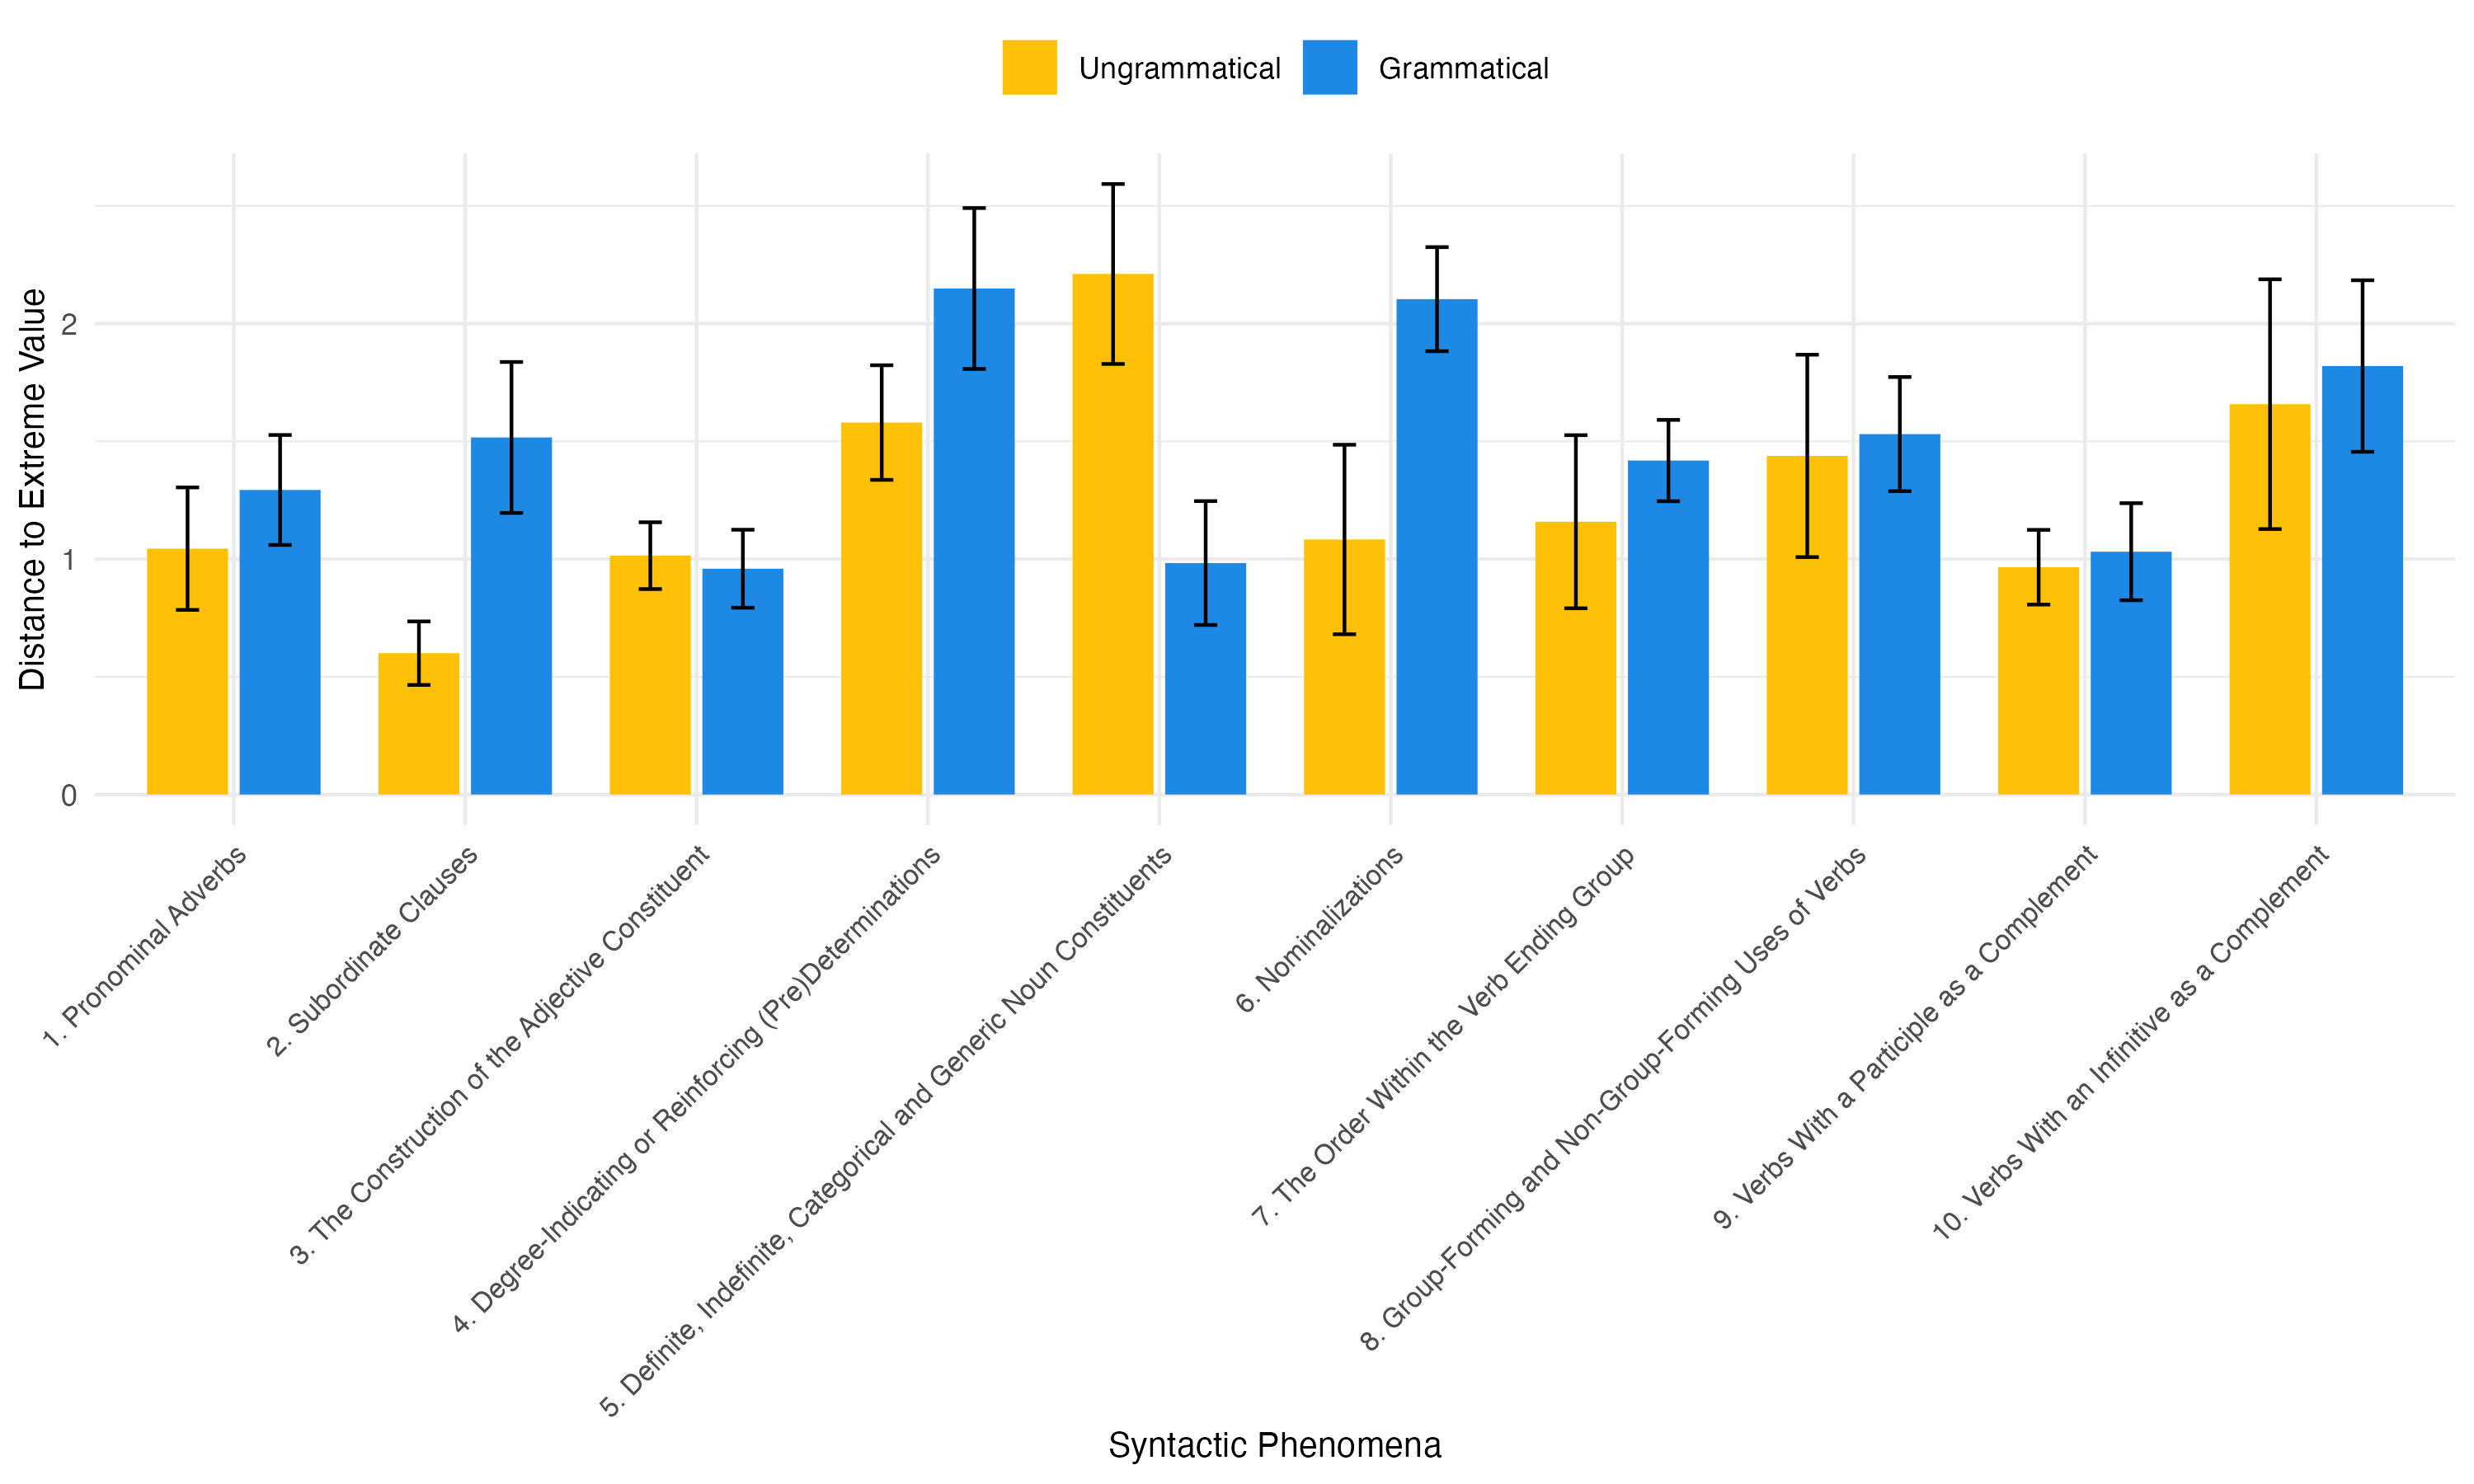 Ungrammatical
Grammatical
Distance to Extreme Value
2
1
0
1. Pronominal Adverbs
2. Subordinate Clauses
3. The Construction of the Adjective Constituent
4. Degree-Indicating or Reinforcing (Pre)Determinations
5. Definite, Indefinite, Categorical and Generic Noun Constituents
6. Nominalizations
7. The Order Within the Verb Ending Group
8. Group-Forming and Non-Group-Forming Uses of Verbs
9. Verbs With a Participle as a Complement
10. Verbs With an Infinitive as a Complement
Syntactic Phenomena